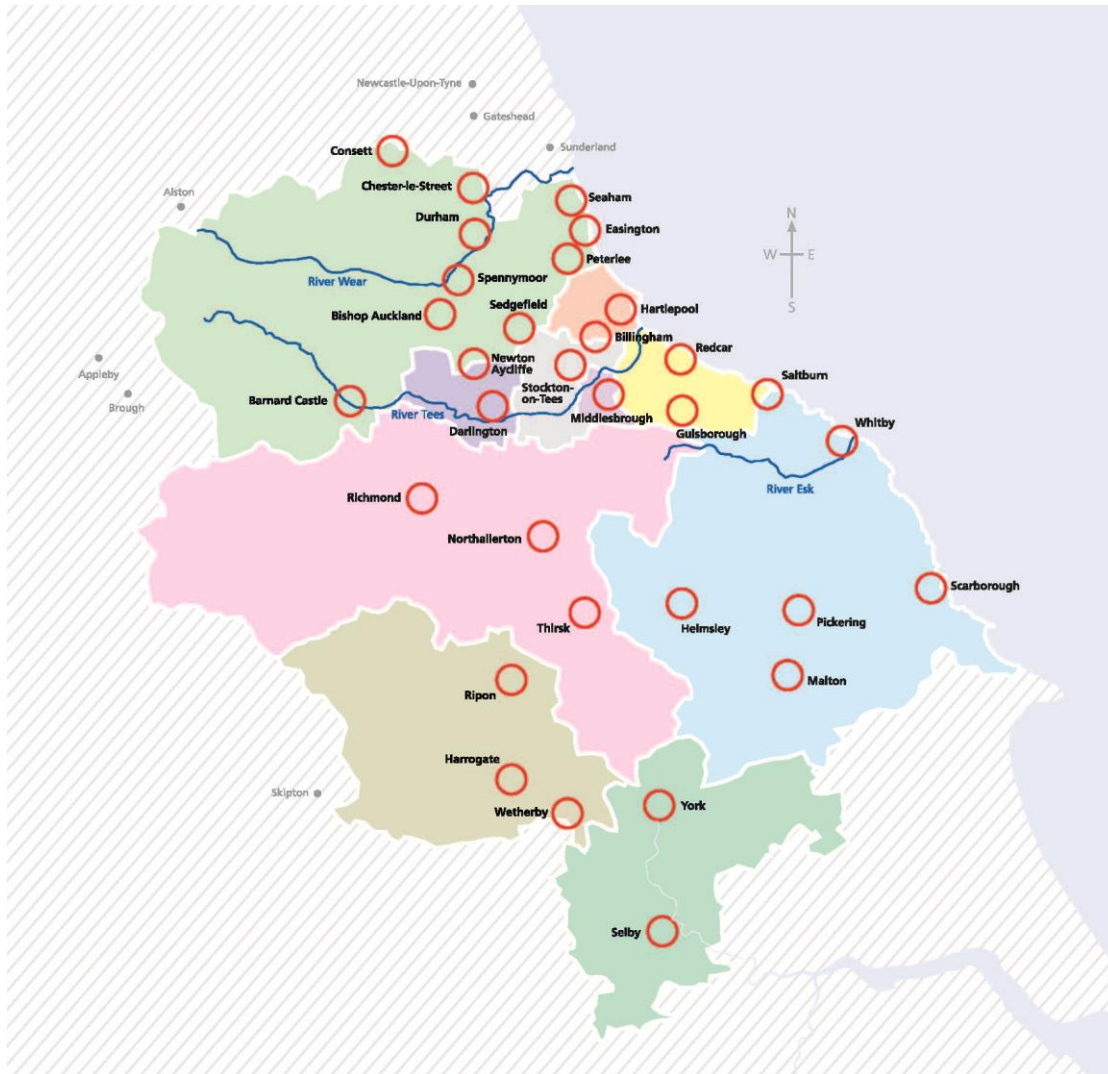 Newcastle-Upon-Tyne
Gateshead
Sunderland
Consett
Chester-le-Street
Alston
Seaham
Durham
Easington
N
W
E
S
Peterlee
River Wear
Spennymoor
Sedgefield
Bishop Auckland
Hartlepool
Billingham
Redcar
Newton
Aycliffe
Appleby
Saltburn
Stockton-
on-Tees
Brough
Barnard Castle
River Tees
Middlesbrough
Darlington
Guisborough
Whitby
River Esk
Richmond
Northallerton
Scarborough
Thirsk
Helmsley
Pickering
Malton
Ripon
Harrogate
Skipton
Wetherby
York
Selby